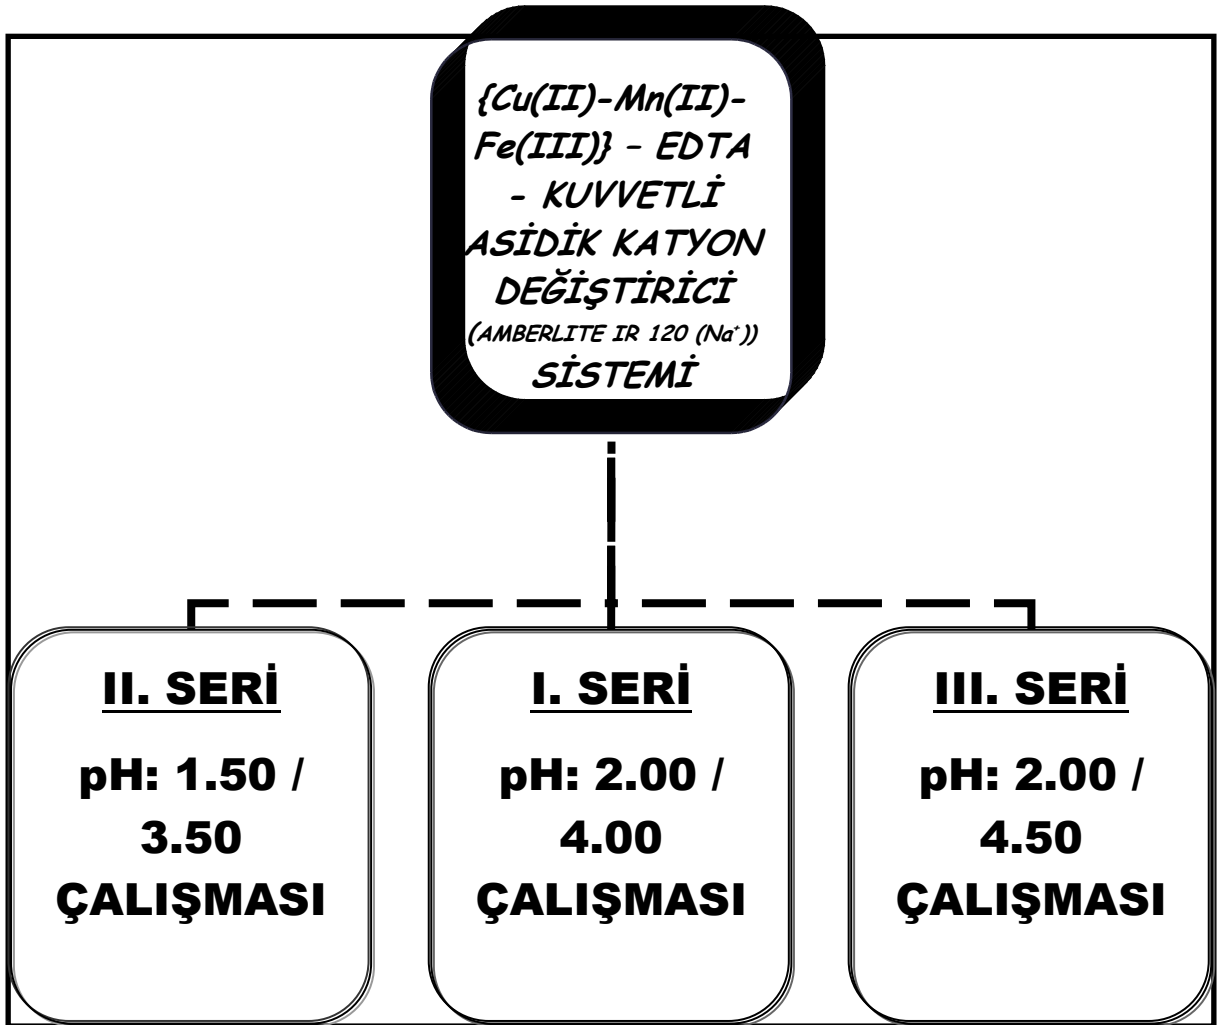 {Cu(II)-Mn(II)-
Fe(III)} – EDTA
- KUVVETLİ
ASİDİK KATYON
DEĞİŞTİRİCİ
(AMBERLITE IR 120 (Na⁺))
SİSTEMİ
II. SERİ
pH: 1.50 /
3.50
ÇALIŞMASI
I. SERİ
pH: 2.00 /
4.00
ÇALIŞMASI
III. SERİ
pH: 2.00 /
4.50
ÇALIŞMASI